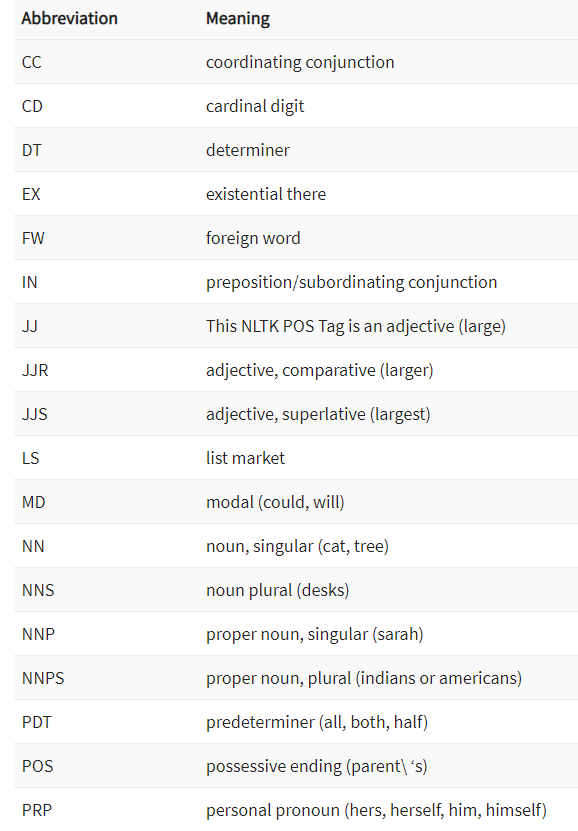 Abbreviation Meaning
CC coordinating conjunction
CD cardinal digit
DT determiner
EX existential there
FW foreign word
IN preposition/subordinating conjunction
JJ This NLTK POS Tag is an adjective (large)
JJR adjective, comparative (larger)
JJS adjective, superlative (largest)
LS list market
MD modal (could, will)
NN noun, singular (cat, tree)
NNS noun plural (desks)
NNP proper noun, singular (sarah)
NNPS proper noun, plural (indians or americans)
PDT predeterminer (all, both, half)
POS possessive ending (parent\ ‘s)
PRP personal pronoun (hers, herself, him, himself)